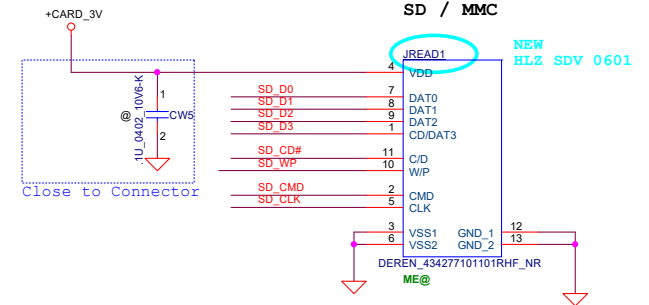 SD / MMC
+CARD_3V
JREAD1
NEW
HLZ SDV 0601
4
VDD
SD_D0
7
DAT0
SD_D1
8
DAT1
SD_D2
9
DAT2
SD_D3
1
CD/DAT3
@
1
CW5
2
.1U_0402_10V6-K
SD_CD#
11
C/D
SD_WP
10
W/P
Close to Connector
SD_CMD
2
CMD
SD_CLK
5
CLK
3
VSS1
GND_1
12
6
VSS2
GND_2
13
DEREN_434277101101RHF_NR
ME@